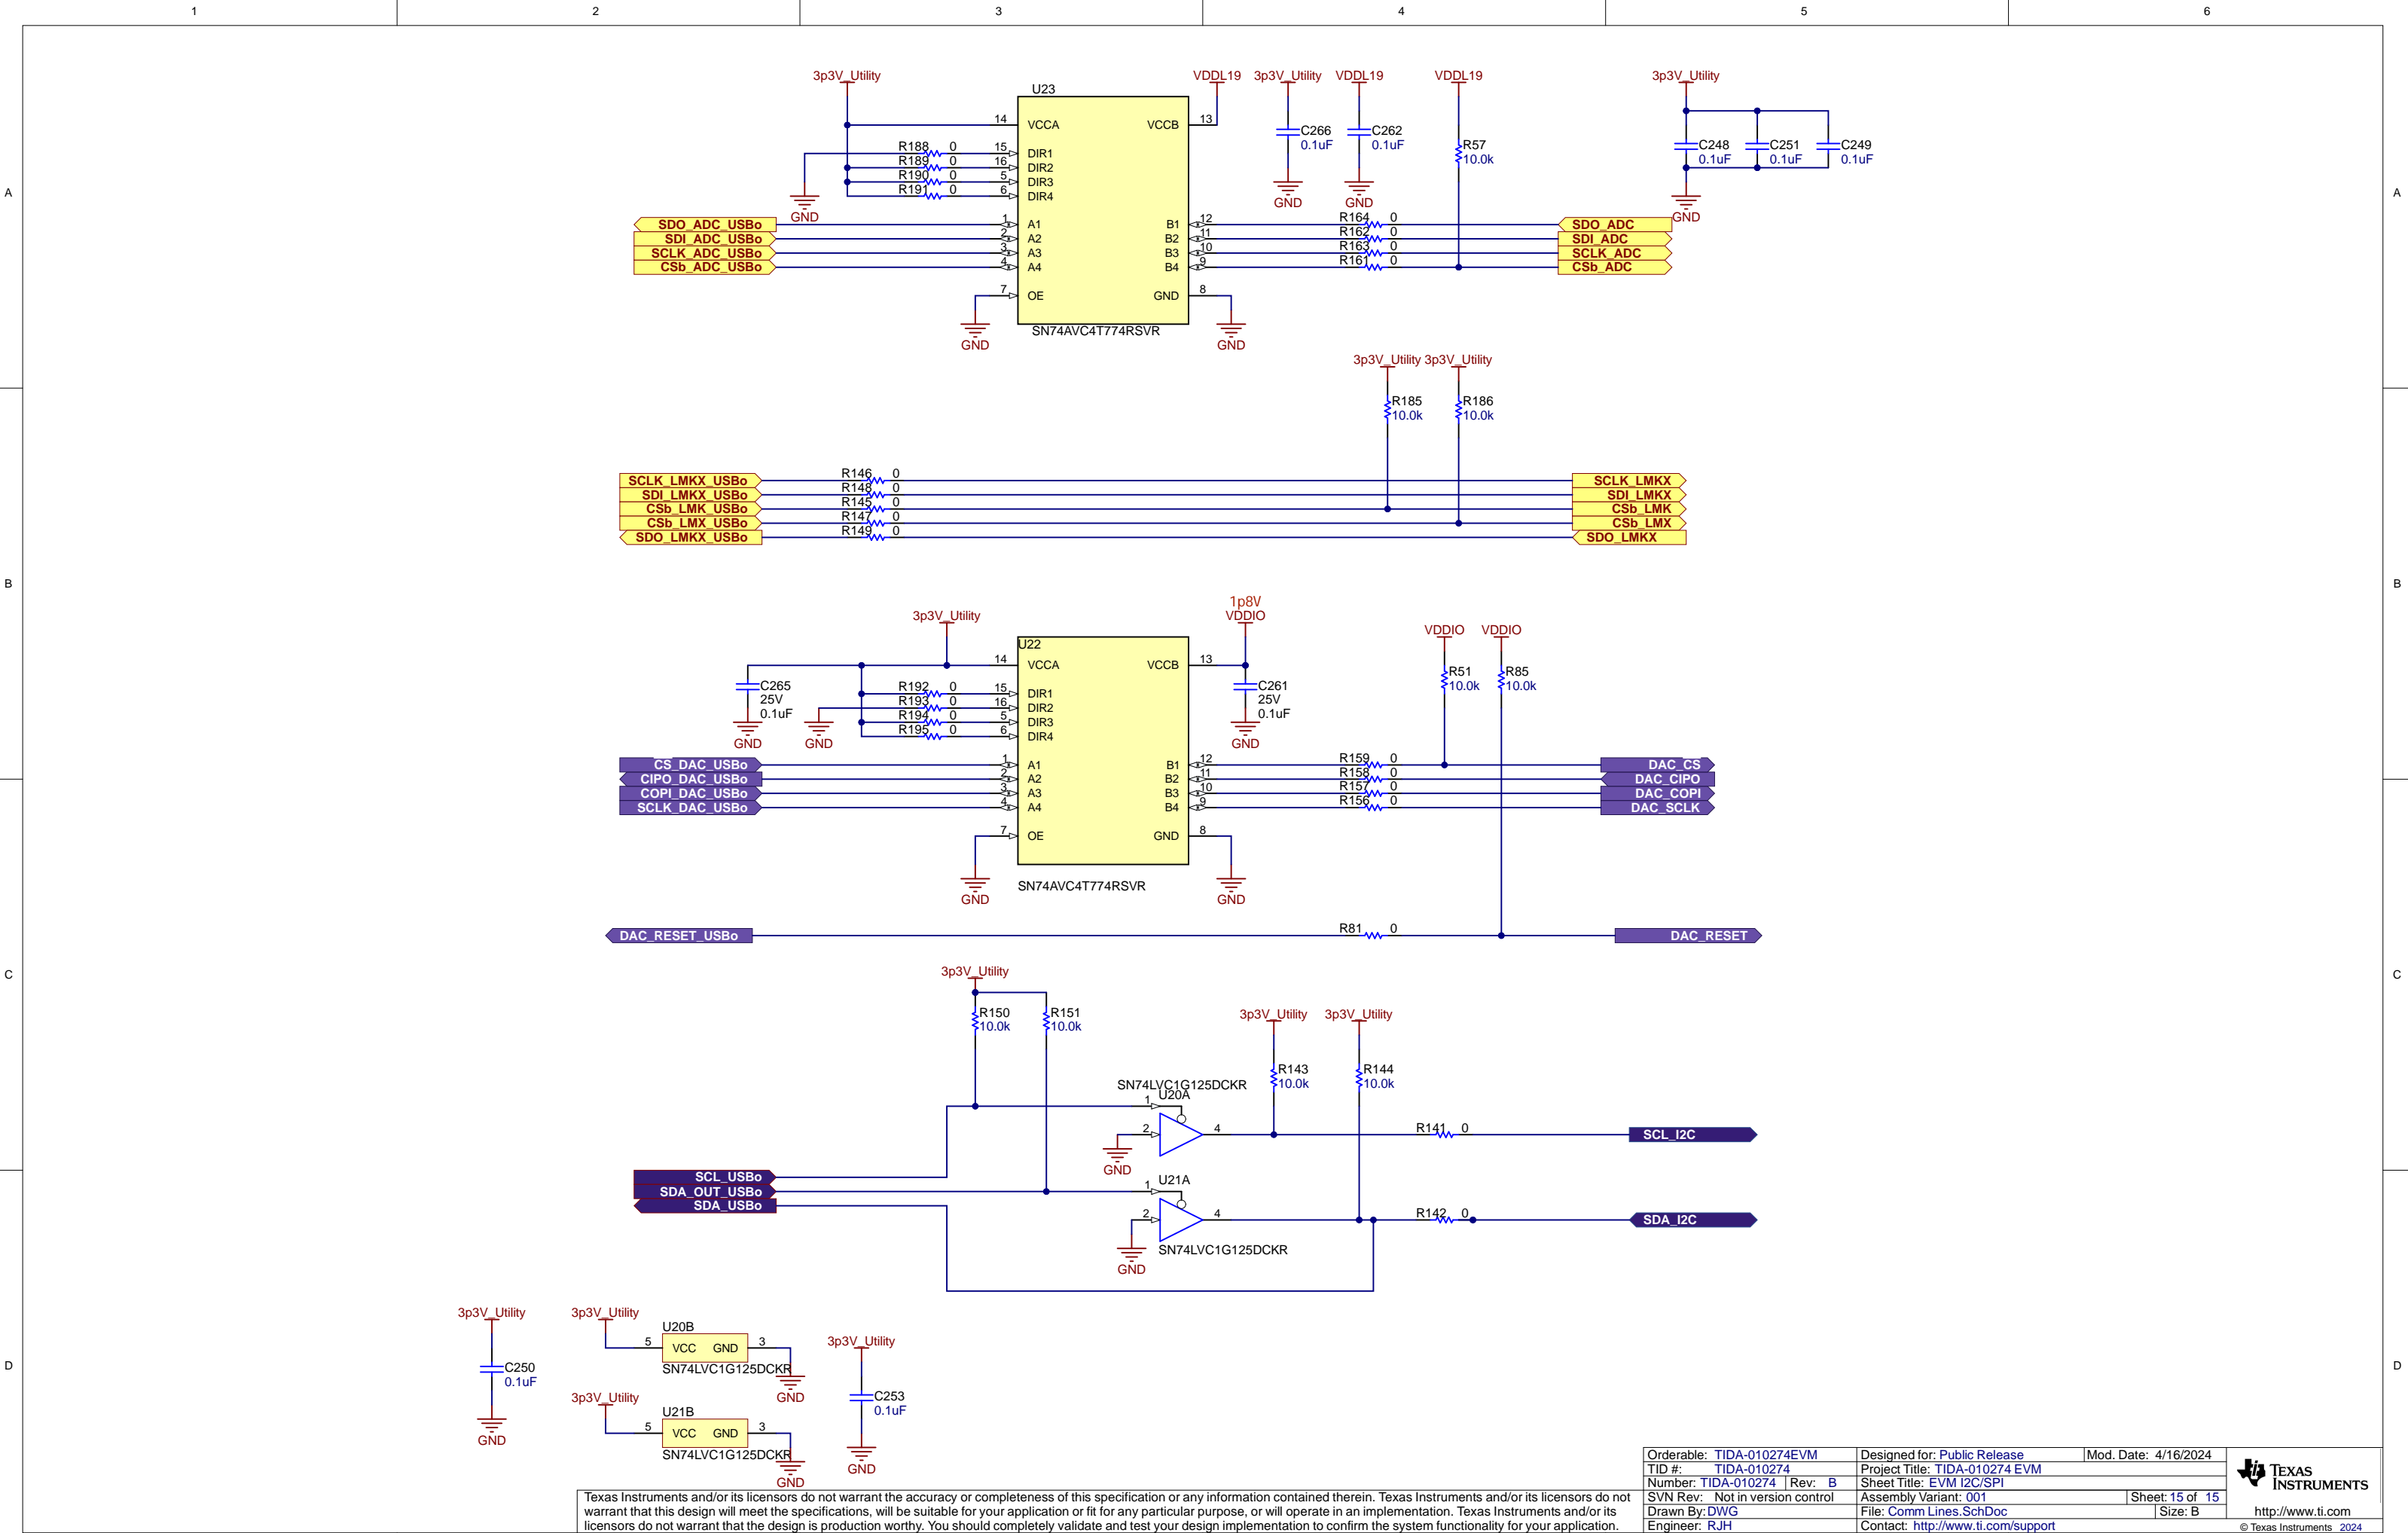 1 2 3 4 5 6
A
B
C
D
A
B
C
D
3p3V_Utility
U23
VDDL19
3p3V_Utility
VDDL19
VDDL19
3p3V_Utility
14 VCCA VCCB 13
R188 0 15 DIR1
R189 0 16 DIR2
R190 0 5 DIR3
R191 0 6 DIR4
GND
C266
0.1uF
GND
C262
0.1uF
GND
R57
10.0k
C248
0.1uF
C251
0.1uF
C249
0.1uF
GND
SDO_ADC_USBo 1 A1 B1 12 R164 0 SDO_ADC
SDI_ADC_USBo 2 A2 B2 11 R162 0 SDI_ADC
SCLK_ADC_USBo 3 A3 B3 10 R163 0 SCLK_ADC
CSb_ADC_USBo 4 A4 B4 9 R161 0 CSb_ADC
7 OE GND 8
SN74AVC4T774RSVR
GND
GND
3p3V_Utility 3p3V_Utility
R185
10.0k
R186
10.0k
SCLK_LMKX_USBo R146 0 SCLK_LMKX
SDI_LMKX_USBo R148 0 SDI_LMKX
CSb_LMK_USBo R145 0 CSb_LMK
CSb_LMX_USBo R147 0 CSb_LMX
SDO_LMKX_USBo R149 0 SDO_LMKX
3p3V_Utility
U22
1p8V
VDDIO
VDDIO
VDDIO
14 VCCA VCCB 13
C265
25V
0.1uF
GND
R192 0 15 DIR1
R193 0 16 DIR2
R194 0 5 DIR3
R195 0 6 DIR4
GND
C261
25V
0.1uF
GND
R51
10.0k
R85
10.0k
CS_DAC_USBo 1 A1 B1 12 R159 0 DAC_CS
CIPO_DAC_USBo 2 A2 B2 11 R158 0 DAC_CIPO
COPI_DAC_USBo 3 A3 B3 10 R157 0 DAC_COPI
SCLK_DAC_USBo 4 A4 B4 9 R156 0 DAC_SCLK
7 OE GND 8
GND
SN74AVC4T774RSVR
GND
DAC_RESET_USBo R81 0 DAC_RESET
3p3V_Utility
R150
10.0k
R151
10.0k
3p3V_Utility
3p3V_Utility
R143
10.0k
R144
10.0k
SN74LVC1G125DCKR
U20A
1
2 4 R141 0 SCL_I2C
GND
SCL_USBo
SDA_OUT_USBo
SDA_USBo
U21A
1
2 4 R142 0 SDA_I2C
SN74LVC1G125DCKR
GND
3p3V_Utility
C250
0.1uF
GND
3p3V_Utility
U20B
5 VCC GND 3
SN74LVC1G125DCKR
GND
3p3V_Utility
U21B
5 VCC GND 3
SN74LVC1G125DCKR
GND
3p3V_Utility
C253
0.1uF
GND
Texas Instruments and/or its licensors do not warrant the accuracy or completeness of this specification or any information contained therein. Texas Instruments and/or its licensors do not
warrant that this design will meet the specifications, will be suitable for your application or fit for any particular purpose, or will operate in an implementation. Texas Instruments and/or its
licensors do not warrant that the design is production worthy. You should completely validate and test your design implementation to confirm the system functionality for your application.
Orderable: TIDA-010274EVM Designed for: Public Release Mod. Date: 4/16/2024
TID #: TIDA-010274 Project Title: TIDA-010274 EVM
Number: TIDA-010274 Rev: B Sheet Title: EVM I2C/SPI
SVN Rev: Not in version control Assembly Variant: 001 Sheet: 15 of 15
Drawn By: DWG File: Comm Lines.SchDoc Size: B
Engineer: RJH Contact: http://www.ti.com/support
TEXAS
INSTRUMENTS
http://www.ti.com
© Texas Instruments 2024